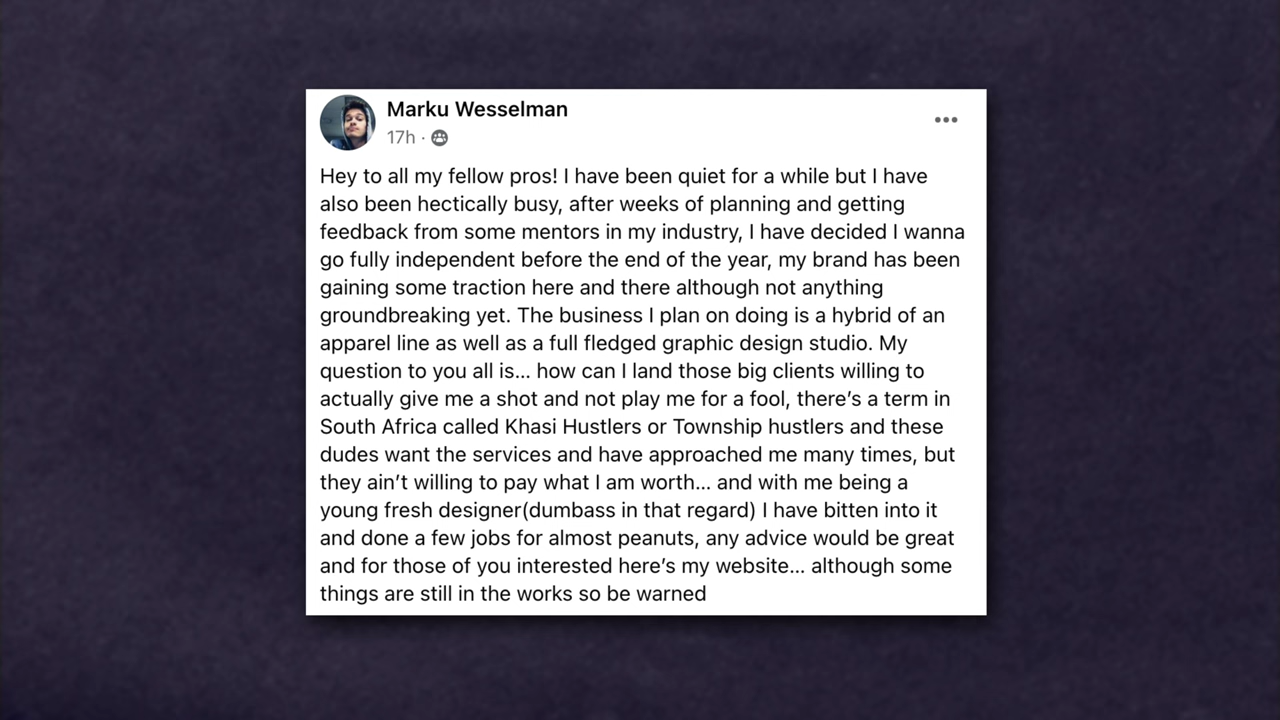 Marku Wesselman
17h ·
Hey to all my fellow pros! I have been quiet for a while but I have
also been hectically busy, after weeks of planning and getting
feedback from some mentors in my industry, I have decided I wanna
go fully independent before the end of the year, my brand has been
gaining some traction here and there although not anything
groundbreaking yet. The business I plan on doing is a hybrid of an
apparel line as well as a full fledged graphic design studio. My
question to you all is... how can I land those big clients willing to
actually give me a shot and not play me for a fool, there’s a term in
South Africa called Khasi Hustlers or Township hustlers and these
dudes want the services and have approached me many times, but
they ain’t willing to pay what I am worth... and with me being a
young fresh designer(dumbass in that regard) I have bitten into it
and done a few jobs for almost peanuts, any advice would be great
and for those of you interested here’s my website... although some
things are still in the works so be warned